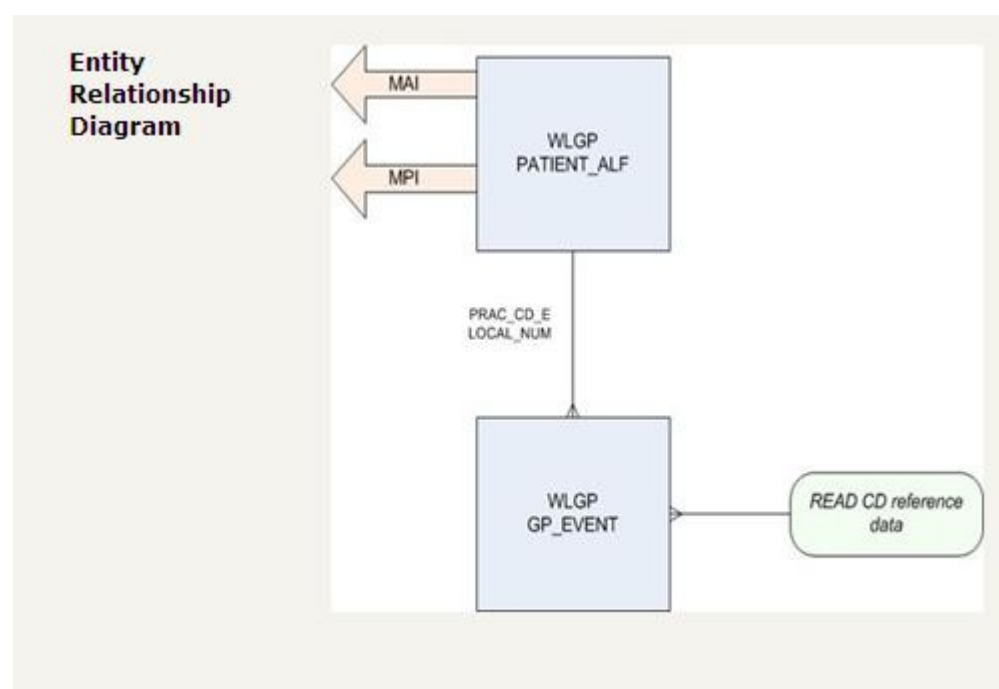 Entity
Relationship
Diagram
MAI
MPI
WLGP
PATIENT_ALF
PRAC_CD_E
LOCAL_NUM
WLGP
GP_EVENT
READ CD reference
data